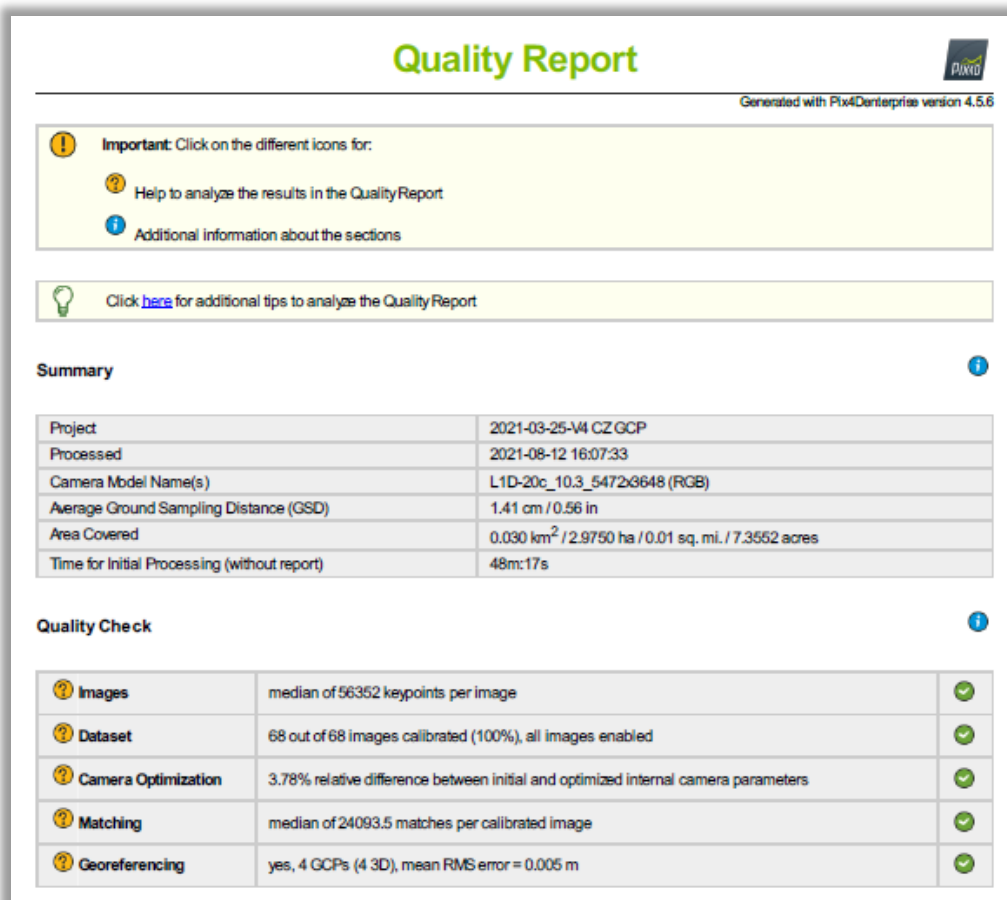 Quality Report
Generated with Pix4Denterprise version 4.5.6
Important: Click on the different icons for:
Help to analyze the results in the Quality Report
Additional information about the sections
Click here for additional tips to analyze the Quality Report
Summary
Project 2021-03-25-V4 CZ GCP
Processed 2021-08-12 16:07:33
Camera Model Name(s) L1D-20c_10.3_5472x3648 (RGB)
Average Ground Sampling Distance (GSD) 1.41 cm / 0.56 in
Area Covered 0.030 km2 / 2.9750 ha / 0.01 sq. mi. / 7.3552 acres
Time for Initial Processing (without report) 48m:17s
Quality Check
Images median of 56352 keypoints per image
Dataset 68 out of 68 images calibrated (100%), all images enabled
Camera Optimization 3.78% relative difference between initial and optimized internal camera parameters
Matching median of 24093.5 matches per calibrated image
Georeferencing yes, 4 GCPs (4 3D), mean RMS error = 0.005 m